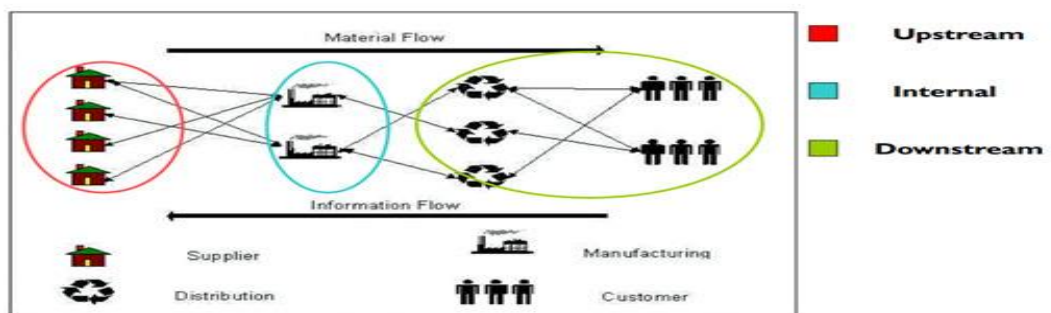 Material Flow
Upstream
Internal
Downstream
Information Flow
Supplier
Manufacturing
Distribution
Customer